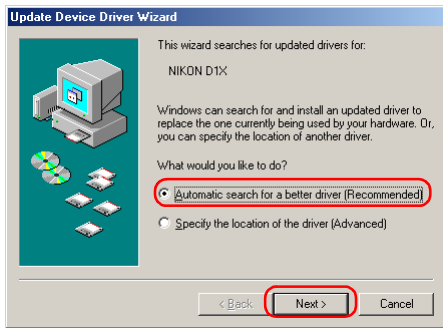 Update Device Driver Wizard
This wizard searches for updated drivers for:
NIKON D1X
Windows can search for and install an updated driver to
replace the one currently being used by your hardware. Or,
you can specify the location of another driver.
What would you like to do?
Automatic search for a better driver (Recommended)
Specify the location of the driver (Advanced)
< Back
Next >
Cancel